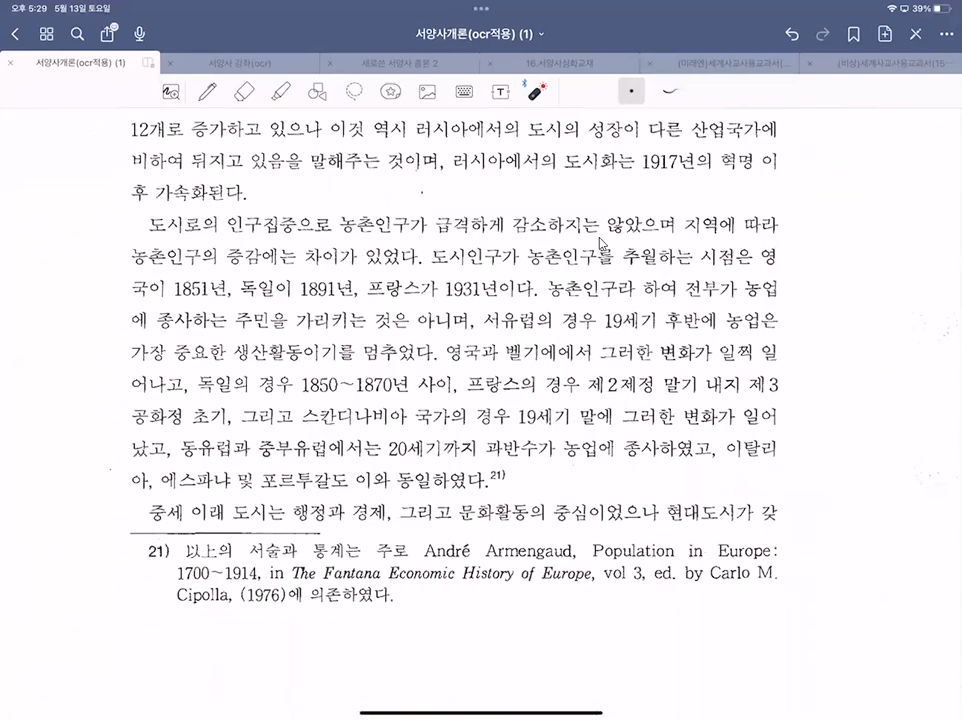 오후 5:29 5월 13일 토요일
39%
서양사개론(ocr적용) (1)
서양사개론(ocr적용) (1)
서양사 강좌(ocr)
새로쓴 서양사 총론 2
16.서양사심화교재
(미래엔)세계사교사용교과서(...
(비상)세계사교사용교과서(15...
12개로 증가하고 있으나 이것 역시 러시아에서의 도시의 성장이 다른 산업국가에
비하여 뒤지고 있음을 말해주는 것이며, 러시아에서의 도시화는 1917년의 혁명 이
후 가속화된다.
도시로의 인구집중으로 농촌인구가 급격하게 감소하지는 않았으며 지역에 따라
농촌인구의 증감에는 차이가 있었다. 도시인구가 농촌인구를 추월하는 시점은 영
국이 1851년, 독일이 1891년, 프랑스가 1931년이다. 농촌인구라 하여 전부가 농업
에 종사하는 주민을 가리키는 것은 아니며, 서유럽의 경우 19세기 후반에 농업은
가장 중요한 생산활동이기를 멈추었다. 영국과 벨기에에서 그러한 변화가 일찍 일
어나고, 독일의 경우 1850~1870년 사이, 프랑스의 경우 제2제정 말기 내지 제3
공화정 초기, 그리고 스칸디나비아 국가의 경우 19세기 말에 그러한 변화가 일어
났고, 동유럽과 중부유럽에서는 20세기까지 과반수가 농업에 종사하였고, 이탈리
아, 에스파냐 및 포르투갈도 이와 동일하였다.21)
중세 이래 도시는 행정과 경제, 그리고 문화활동의 중심이었으나 현대도시가 갖
21) 以上의 서술과 통계는 주로 André Armengaud, Population in Europe:
1700~1914, in The Fantana Economic History of Europe, vol 3, ed. by Carlo M.
Cipolla, (1976)에 의존하였다.